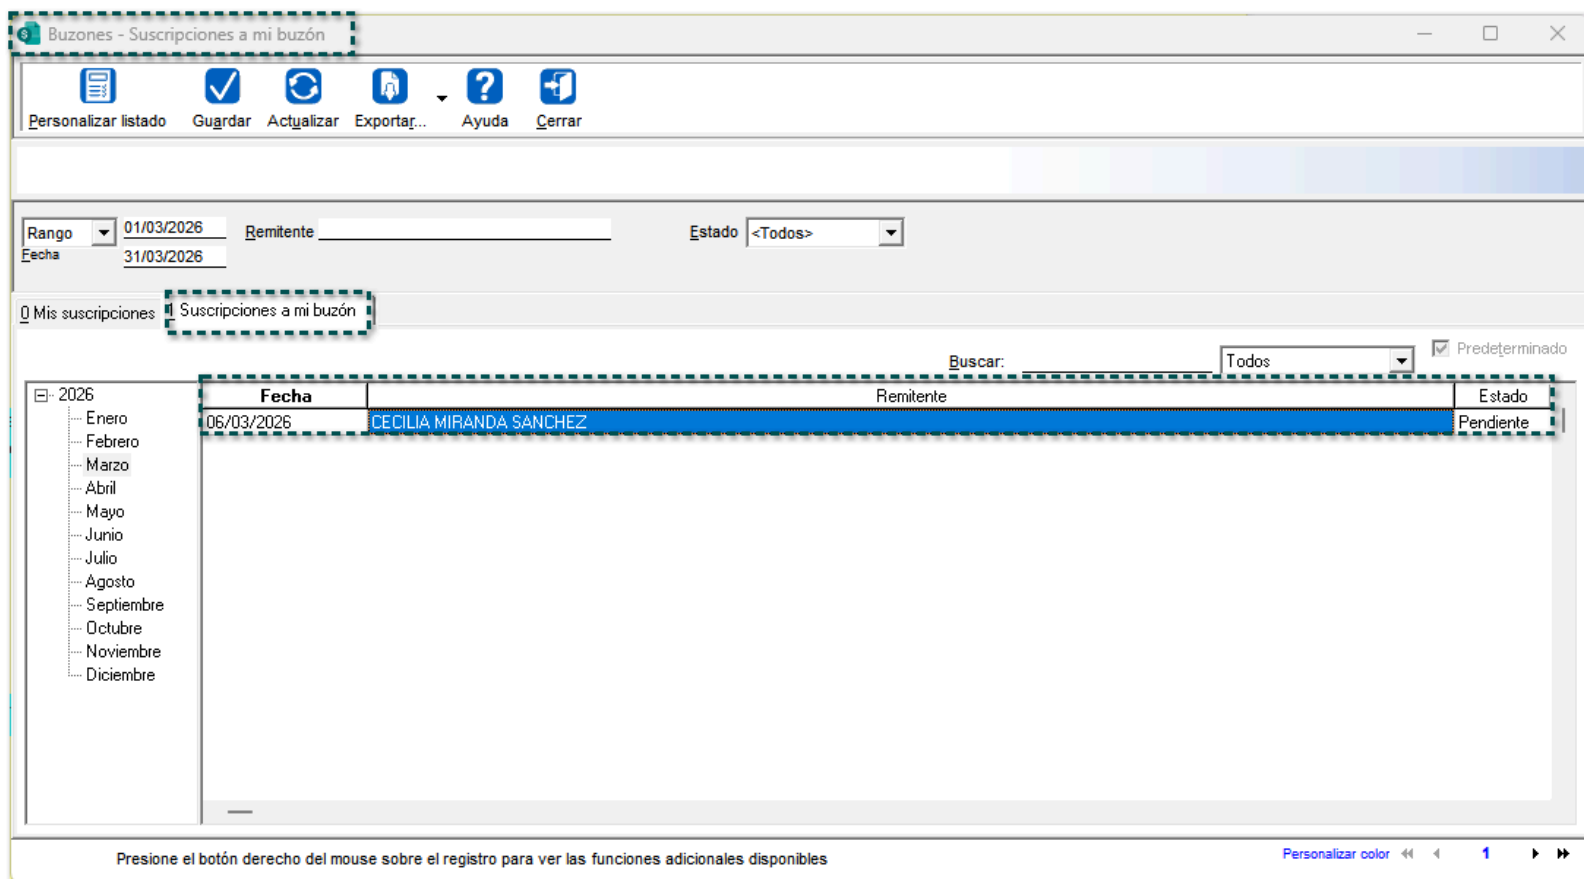 Buzones - Suscripciones a mi buzón
Personalizar listado Guardar Actualizar Exportar... Ayuda Cerrar
Rango 01/03/2026 Remitente Estado <Todos>
Fecha 31/03/2026
0 Mis suscripciones 1 Suscripciones a mi buzón
Buscar: Todos Predeterminado
2026 Fecha Remitente Estado
Enero 06/03/2026 CECILIA MIRANDA SANCHEZ Pendiente
Febrero
Marzo
Abril
Mayo
Junio
Julio
Agosto
Septiembre
Octubre
Noviembre
Diciembre
Presione el botón derecho del mouse sobre el registro para ver las funciones adicionales disponibles Personalizar color 1